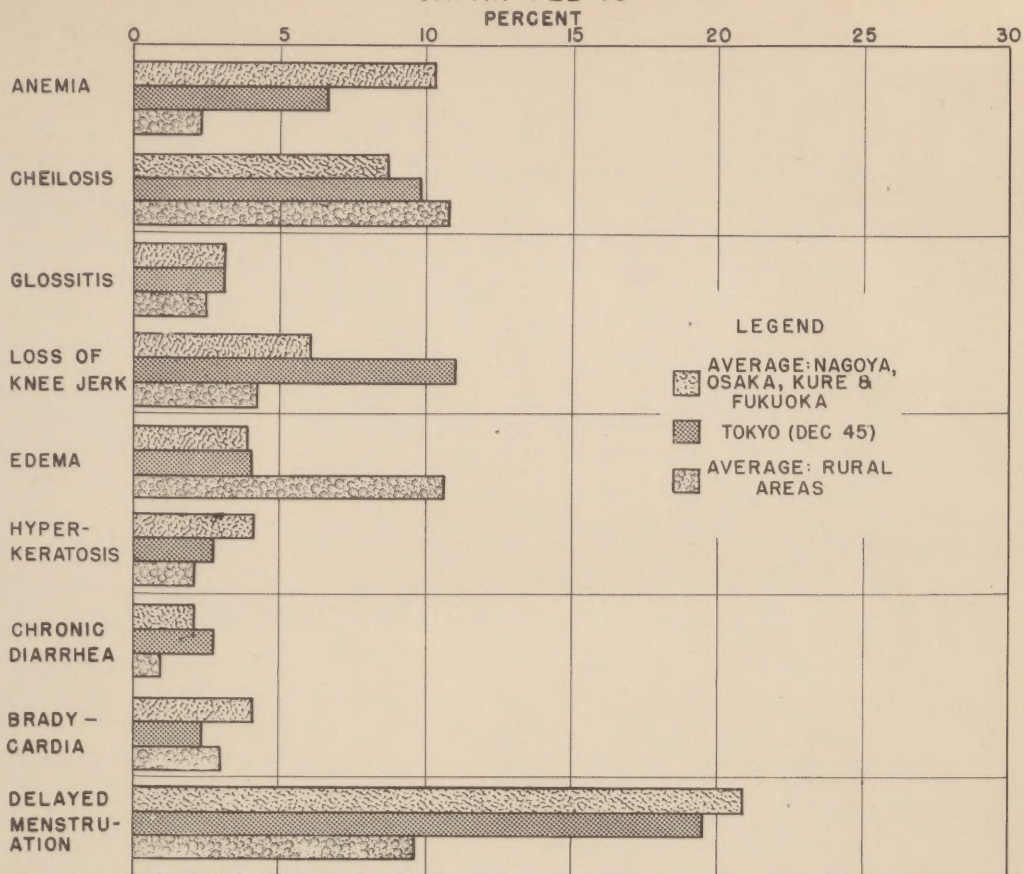 PERCENT
0 5 10 15 20 25 30
ANEMIA
CHEILOSIS
GLOSSITIS
LOSS OF
KNEE JERK
EDEMA
HYPER-
KERATOSIS
CHRONIC
DIARRHEA
BRADY –
CARDIA
DELAYED
MENSTRU-
ATION
LEGEND
AVERAGE: NAGOYA,
OSAKA, KURE &
FUKUOKA
TOKYO (DEC 45)
AVERAGE: RURAL
AREAS